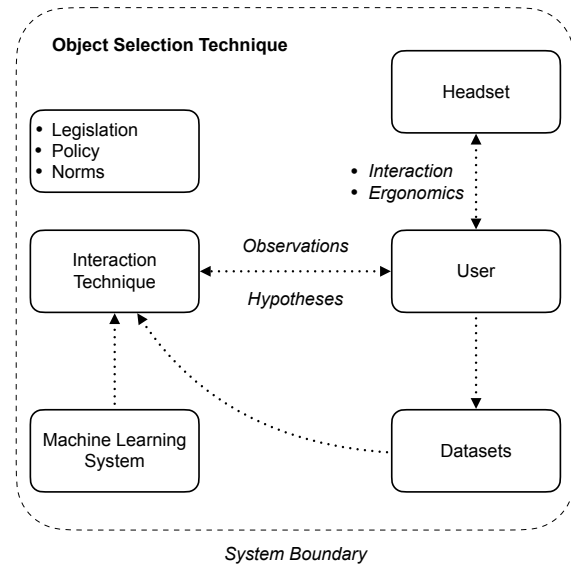 Object Selection Technique
Headset
• Legislation
• Policy
• Norms
• Interaction
• Ergonomics
Interaction
Technique
Observations
Hypotheses
User
Machine Learning
System
Datasets
System Boundary